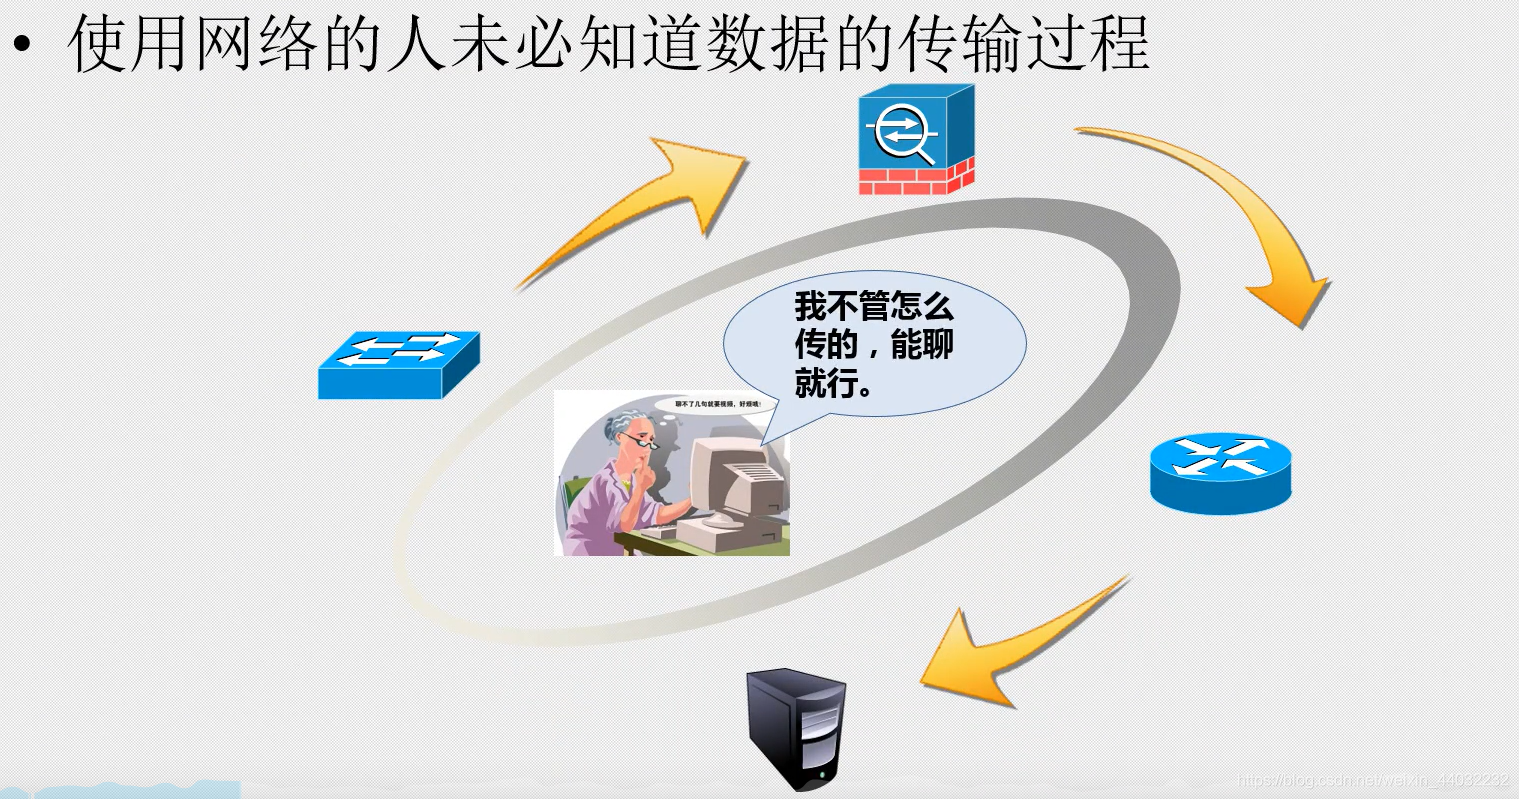 • 使用网络的人未必知道数据的传输过程
我不管怎么
传的，能聊
就行。
聊不了几句就要视频，好烦哦！
https://blog.csdn.net/weixin_44032232